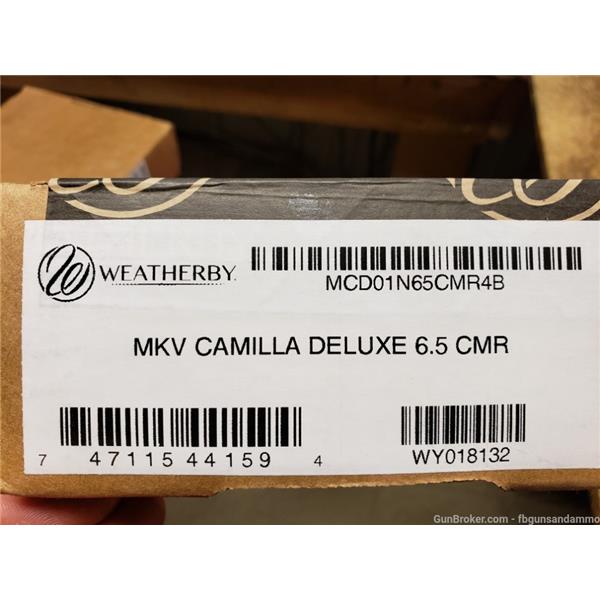 WEATHERBY.
MCD01N65CMR4B
MKV CAMILLA DELUXE 6.5 CMR
7 47115 44159 4
WY018132
GunBroker.com - fbgunsandammo